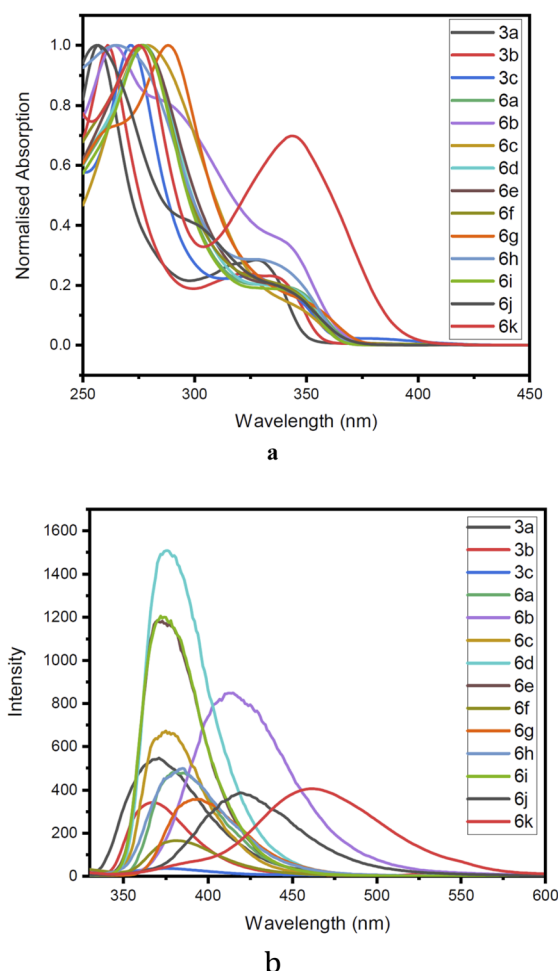 1.0
0.8
0.6
0.4
0.2
0.0
Normalised Absorption
250 300 350 400 450
Wavelength (nm)
3a
3b
3c
6a
6b
6c
6d
6e
6f
6g
6h
6i
6j
6k
a
1600
1400
1200
1000
800
600
400
200
0
Intensity
350 400 450 500 550 600
Wavelength (nm)
3a
3b
3c
6a
6b
6c
6d
6e
6f
6g
6h
6i
6j
6k
b